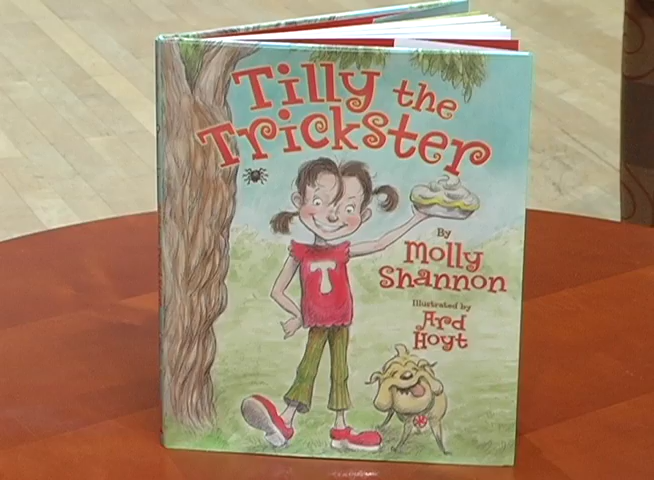 Tilly the
Trickster
By
Molly
Shannon
Illustrated by
Ard
Hoyt
T